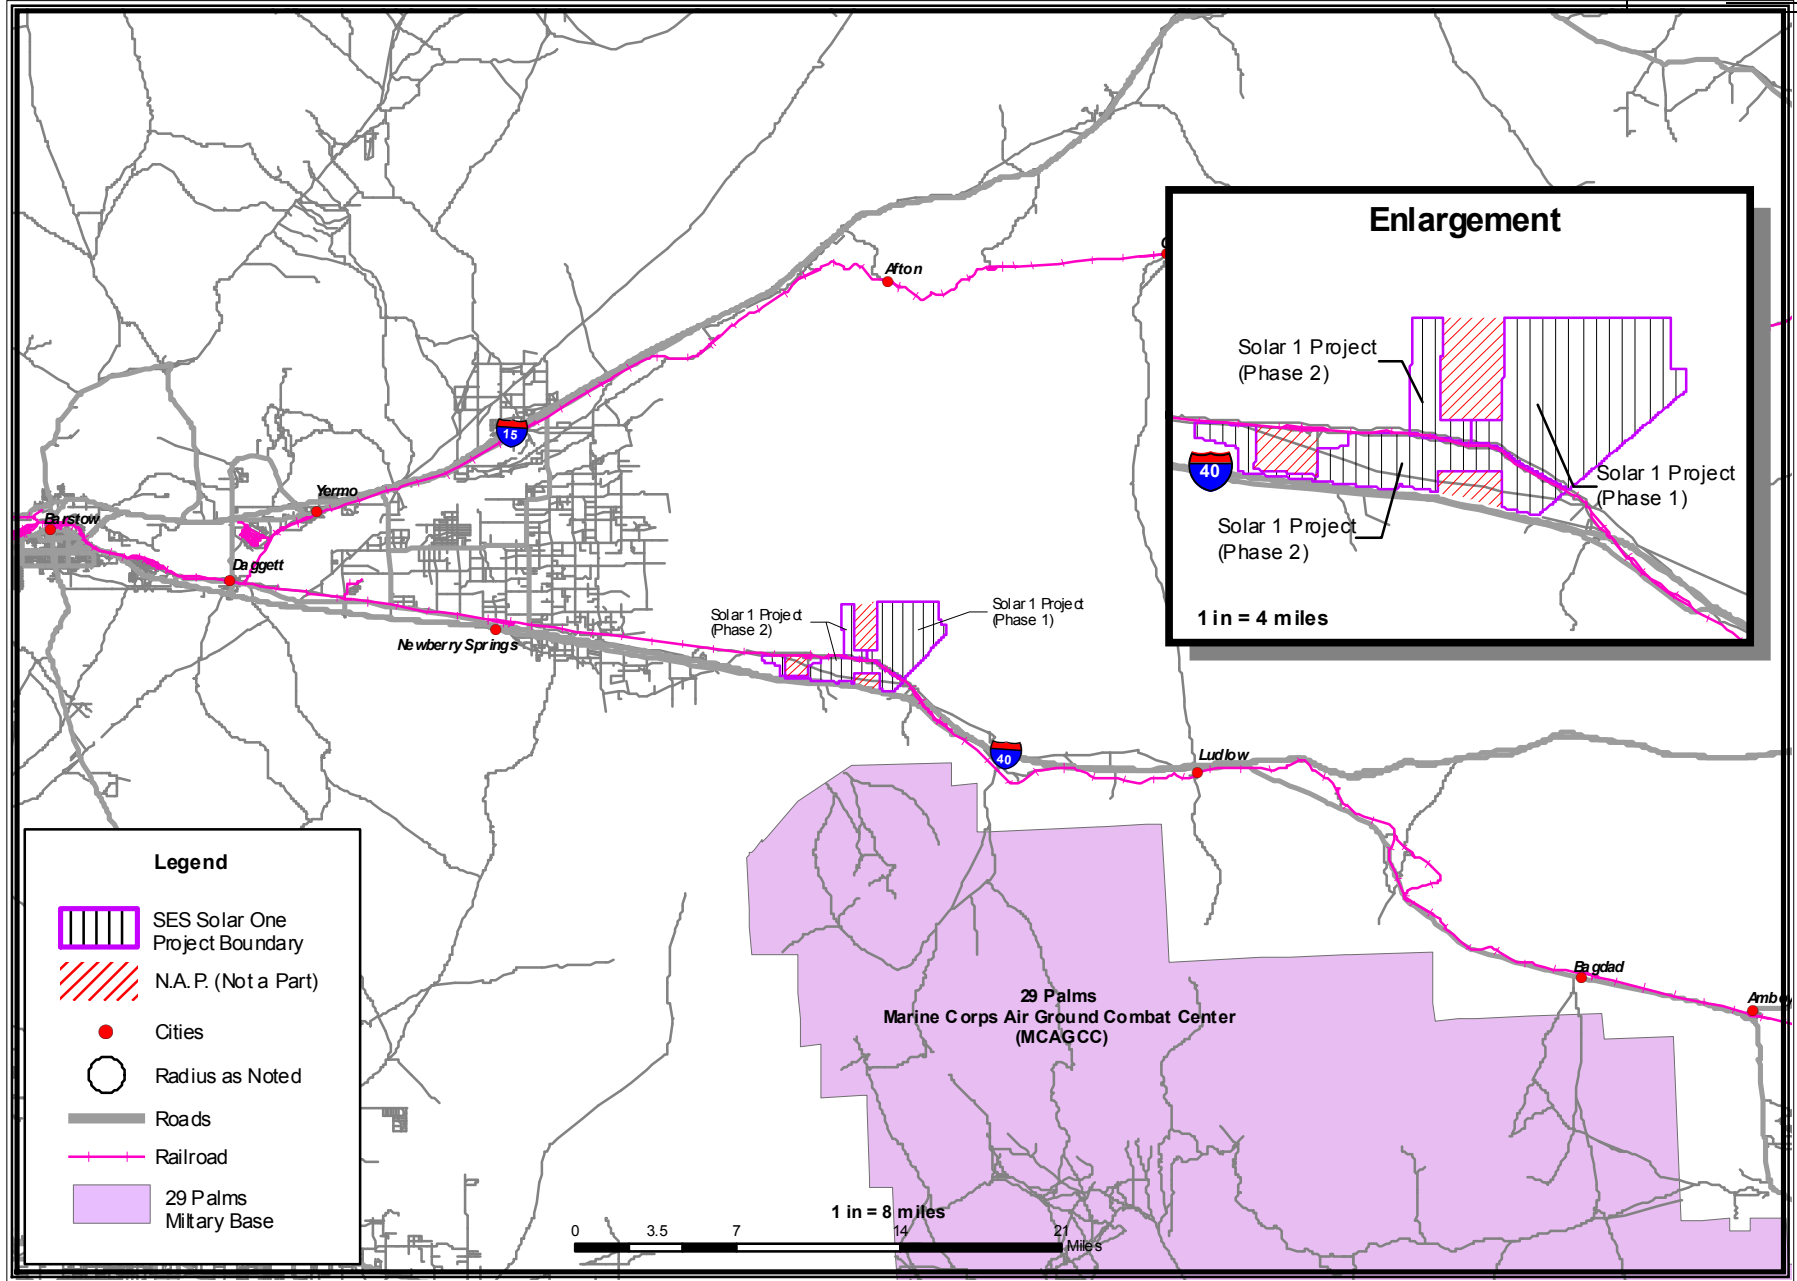 Enlargement
Solar 1 Project
(Phase 2)
40
Solar 1 Project
(Phase 1)
Solar 1 Project
(Phase 2)
1 in = 4 miles
Afton
15
Yermo
Barstow
Daggett
Newberry Springs
Solar 1 Project
(Phase 2)
Solar 1 Project
(Phase 1)
40
Ludlow
Bagdad
29 Palms
Marine Corps Air Ground Combat Center
(MCAGCC)
Legend
SES Solar One
Project Boundary
N.A.P. (Not a Part)
Cities
Radius as Noted
Roads
Railroad
29 Palms
Miltary Base
1 in = 8 miles
0 3.5 7 14 21
Miles